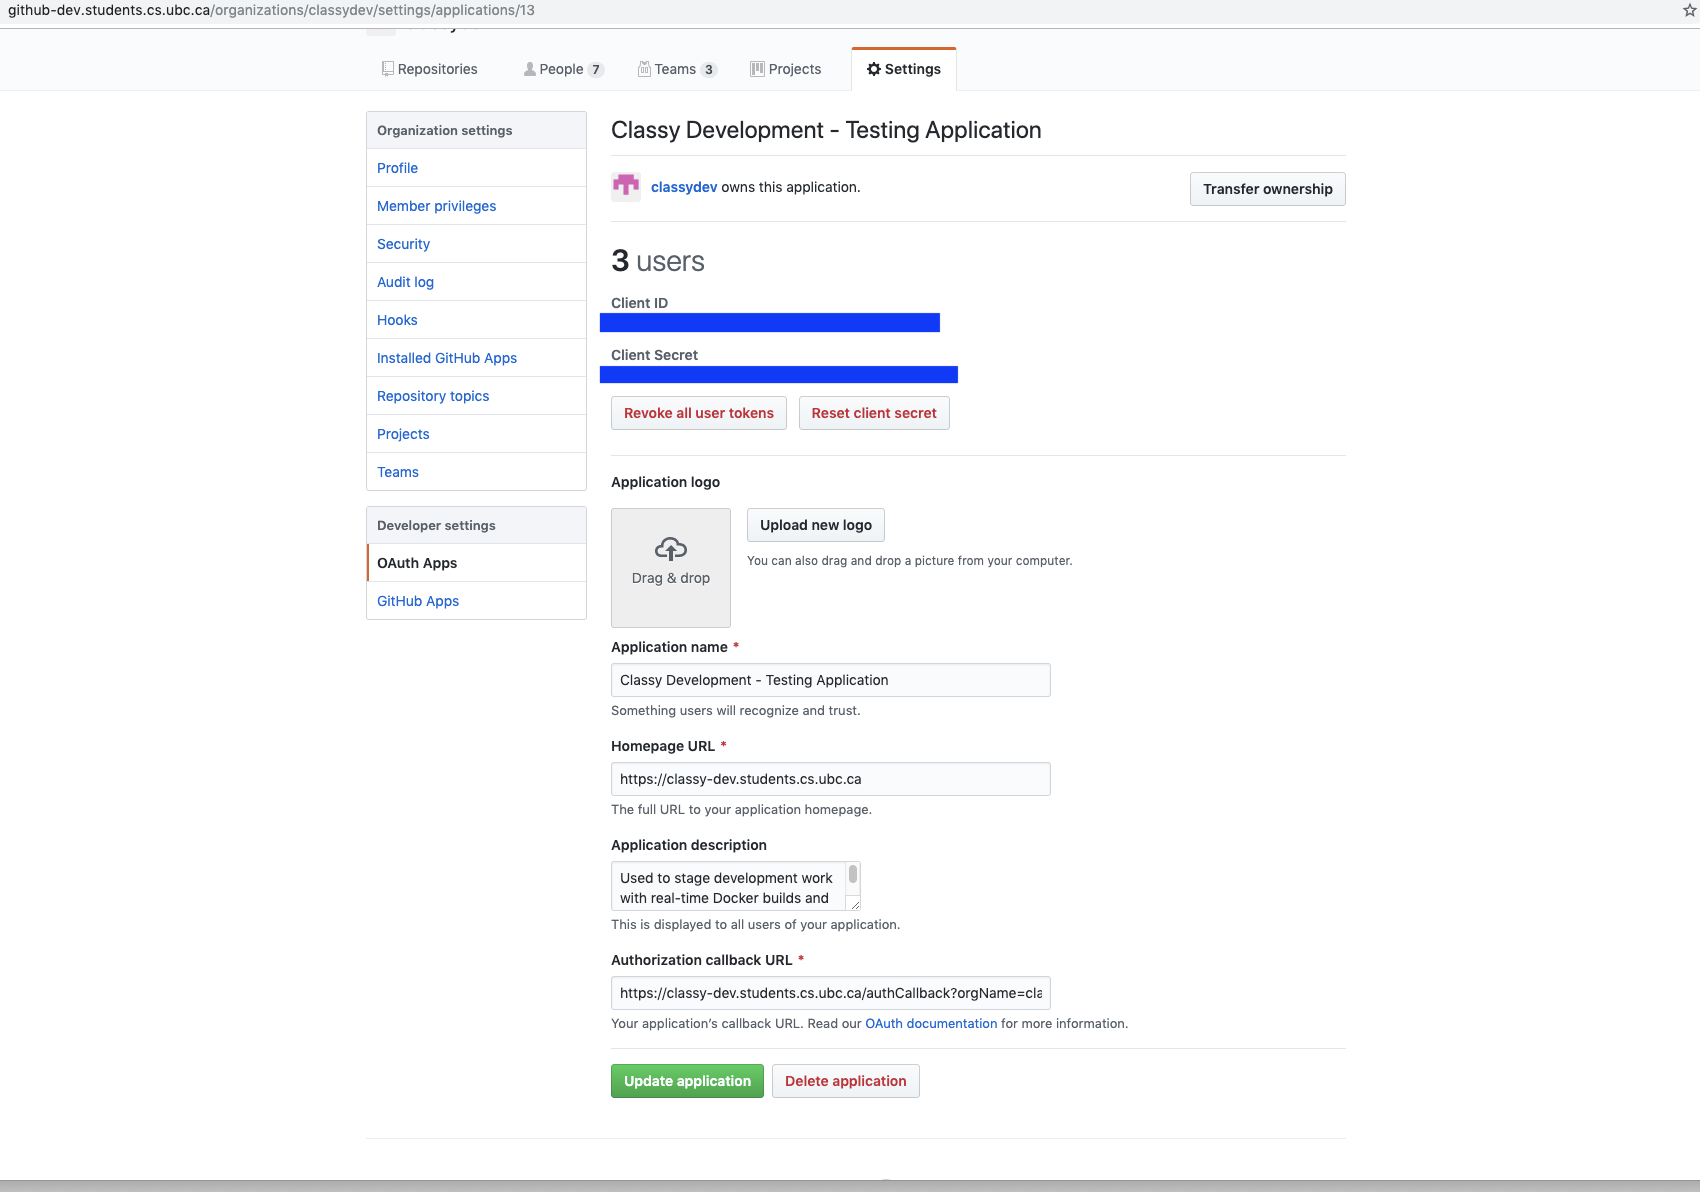 github-dev.students.cs.ubc.ca/organizations/classydev/settings/applications/13
Repositories People 7 Teams 3 Projects Settings
Organization settings
Profile
Member privileges
Security
Audit log
Hooks
Installed GitHub Apps
Repository topics
Projects
Teams
Developer settings
OAuth Apps
GitHub Apps
Classy Development - Testing Application
classydev owns this application.
Transfer ownership
3 users
Client ID
Client Secret
Revoke all user tokens Reset client secret
Application logo
Drag & drop
Upload new logo
You can also drag and drop a picture from your computer.
Application name *
Classy Development - Testing Application
Something users will recognize and trust.
Homepage URL *
https://classy-dev.students.cs.ubc.ca
The full URL to your application homepage.
Application description
Used to stage development work
with real-time Docker builds and
This is displayed to all users of your application.
Authorization callback URL *
https://classy-dev.students.cs.ubc.ca/authCallback?orgName=cla
Your application's callback URL. Read our OAuth documentation for more information.
Update application Delete application